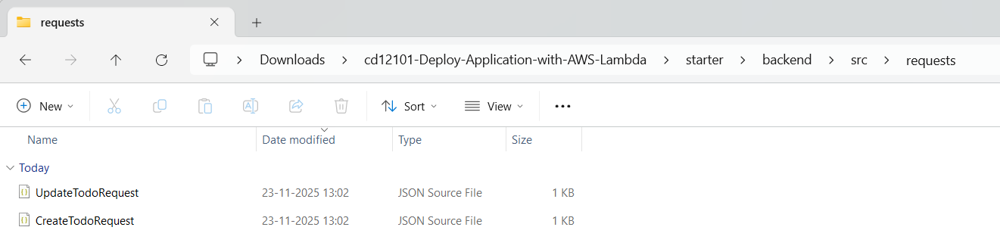 requests
Downloads > cd12101-Deploy-Application-with-AWS-Lambda > starter > backend > src > requests
New Sort View
Name Date modified Type Size
Today
UpdateTodoRequest 23-11-2025 13:02 JSON Source File 1 KB
CreateTodoRequest 23-11-2025 13:02 JSON Source File 1 KB